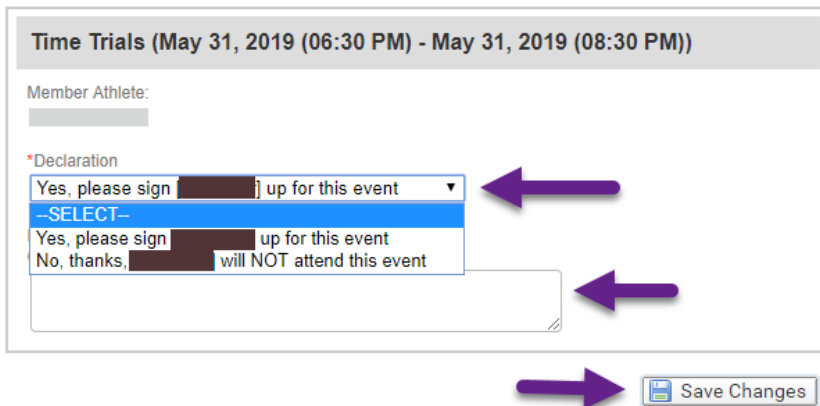 Time Trials (May 31, 2019 (06:30 PM) - May 31, 2019 (08:30 PM))
Member Athlete:
*Declaration
Yes, please sign [ ] up for this event
--SELECT--
Yes, please sign up for this event
No, thanks, will NOT attend this event
Save Changes